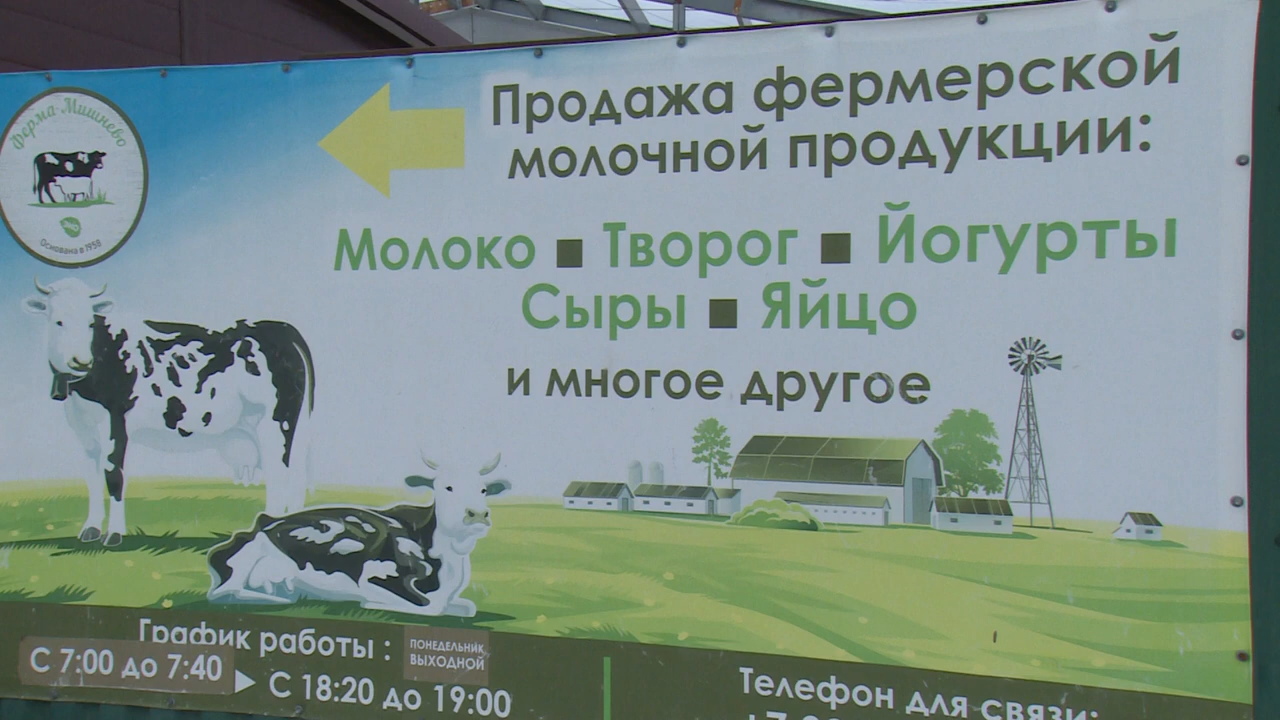 Ферма-Мишнево
Основана в 1958
Продажа фермерской
молочной продукции:
Молоко ■ Творог ■ Йогурты
Сыры ■ Яйцо
и многое другое
График работы :
ПОНЕДЕЛЬНИК
ВЫХОДНОЙ
С 7:00 до 7:40
С 18:20 до 19:00
Телефон для связи: